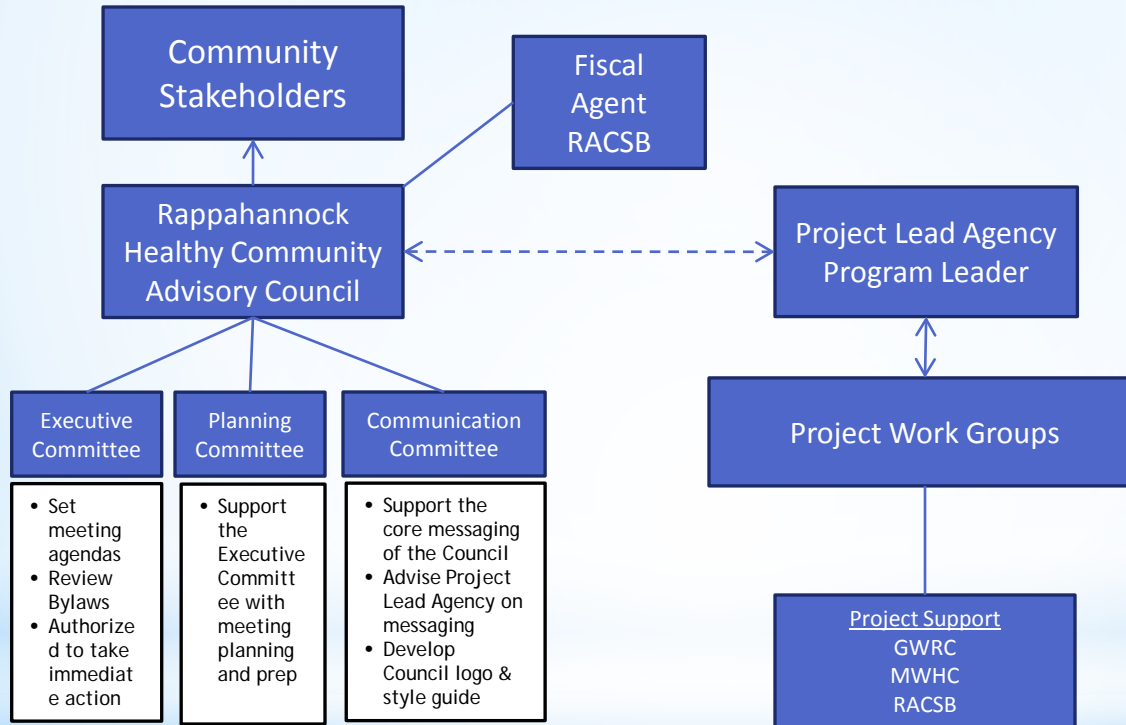 Community
Stakeholders
Fiscal
Agent
RACSB
Rappahannock
Healthy Community
Advisory Council
Project Lead Agency
Program Leader
Executive
Committee
Planning
Committee
Communication
Committee
Project Work Groups
• Set
meeting
agendas
• Review
Bylaws
• Authorize
d to take
immediat
e action
• Support
the
Executive
Committ
ee with
meeting
planning
and prep
• Support the
core messaging
of the Council
• Advise Project
Lead Agency on
messaging
• Develop
Council logo &
style guide
Project Support
GWRC
MWHC
RACSB